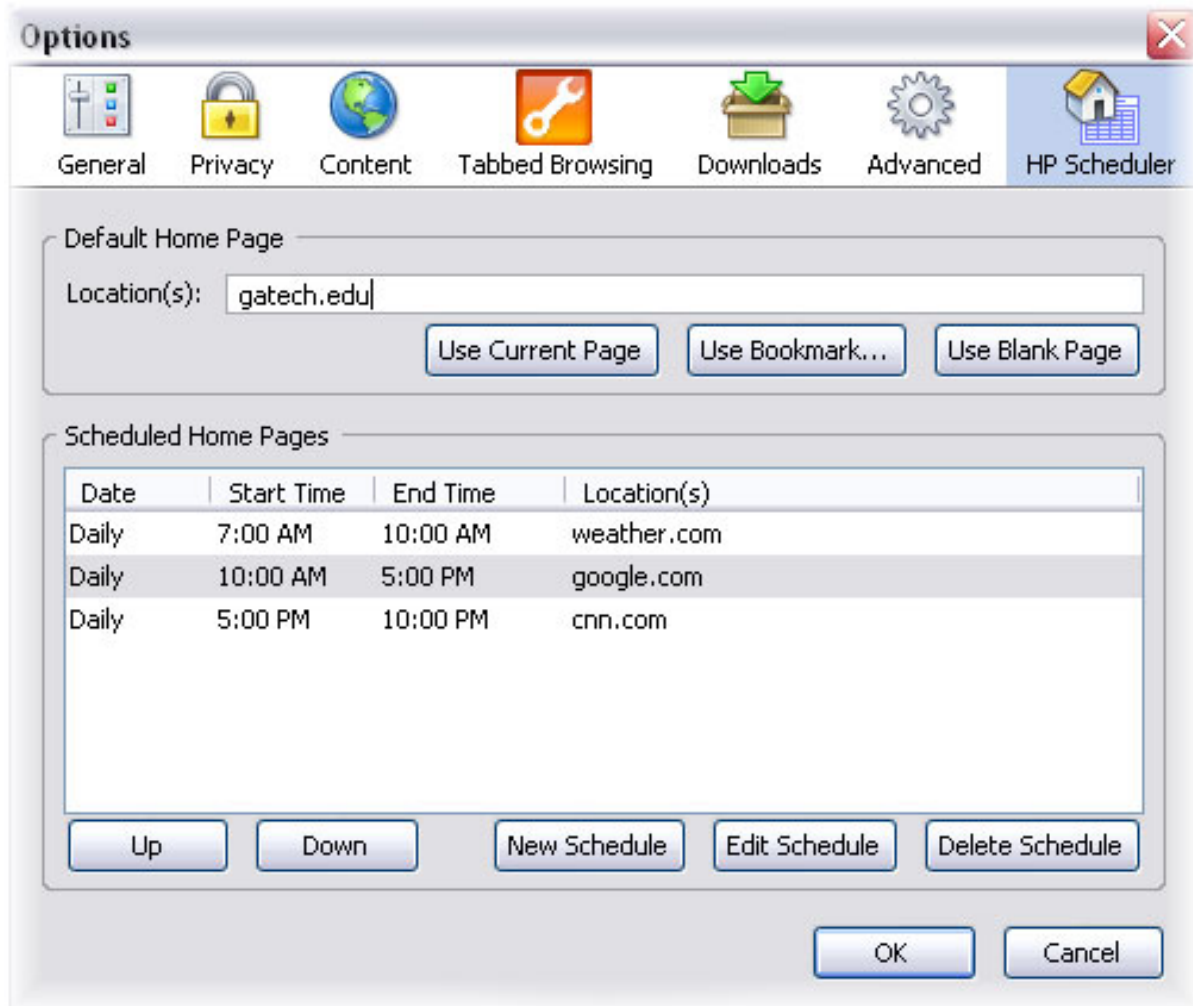 Options
General Privacy Content Tabbed Browsing Downloads Advanced HP Scheduler
Default Home Page
Location(s): gatech.edu
Use Current Page Use Bookmark... Use Blank Page
Scheduled Home Pages
Date Start Time End Time Location(s)
Daily 7:00 AM 10:00 AM weather.com
Daily 10:00 AM 5:00 PM google.com
Daily 5:00 PM 10:00 PM cnn.com
Up Down New Schedule Edit Schedule Delete Schedule
OK Cancel